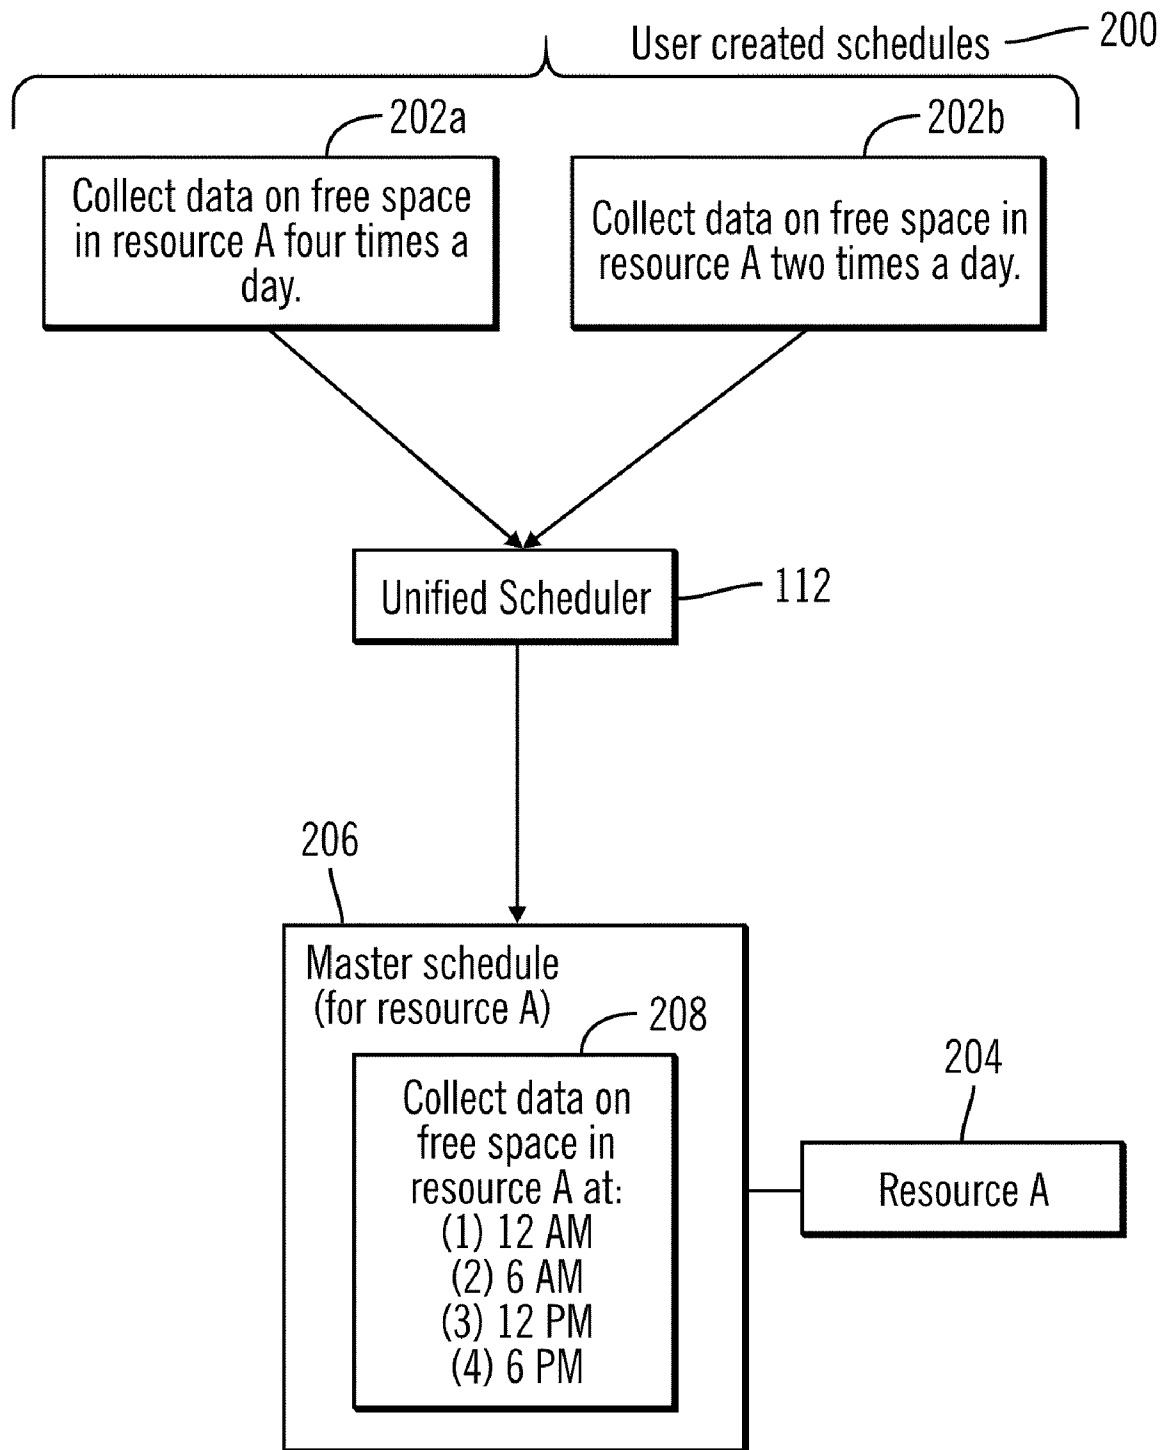 User created schedules 200
202a
202b
Collect data on free space
in resource A four times a
day.
Collect data on free space in
resource A two times a day.
Unified Scheduler
112
206
Master schedule
(for resource A)
208
Collect data on
free space in
resource A at:
(1) 12 AM
(2) 6 AM
(3) 12 PM
(4) 6 PM
204
Resource A